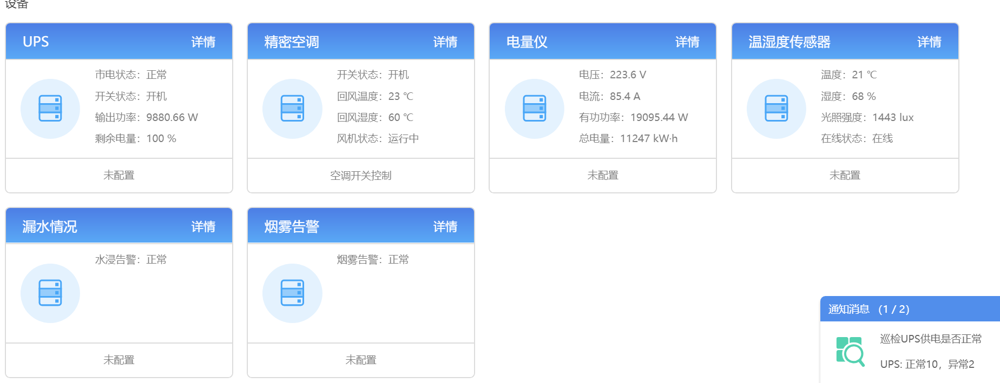 设备
UPS 详情
市电状态：正常
开关状态：开机
输出功率：9880.66 W
剩余电量：100 %
未配置
精密空调 详情
开关状态：开机
回风温度：23 ℃
回风湿度：60 ℃
风机状态：运行中
空调开关控制
电量仪 详情
电压：223.6 V
电流：85.4 A
有功功率：19095.44 W
总电量：11247 kW·h
未配置
温湿度传感器 详情
温度：21 ℃
湿度：68 %
光照强度：1443 lux
在线状态：在线
未配置
漏水情况 详情
水浸告警：正常
未配置
烟雾告警 详情
烟雾告警：正常
未配置
通知消息 （1 / 2）
巡检UPS供电是否正常
UPS: 正常10，异常2